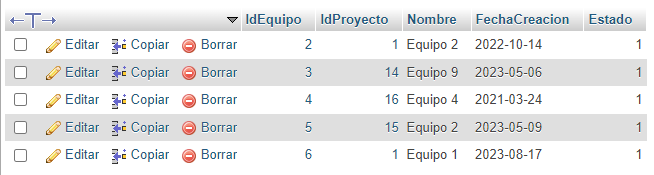 IdEquipo IdProyecto Nombre FechaCreacion Estado
Editar Copiar Borrar 2 1 Equipo 2 2022-10-14 1
Editar Copiar Borrar 3 14 Equipo 9 2023-05-06 1
Editar Copiar Borrar 4 16 Equipo 4 2021-03-24 1
Editar Copiar Borrar 5 15 Equipo 2 2023-05-09 1
Editar Copiar Borrar 6 1 Equipo 1 2023-08-17 1